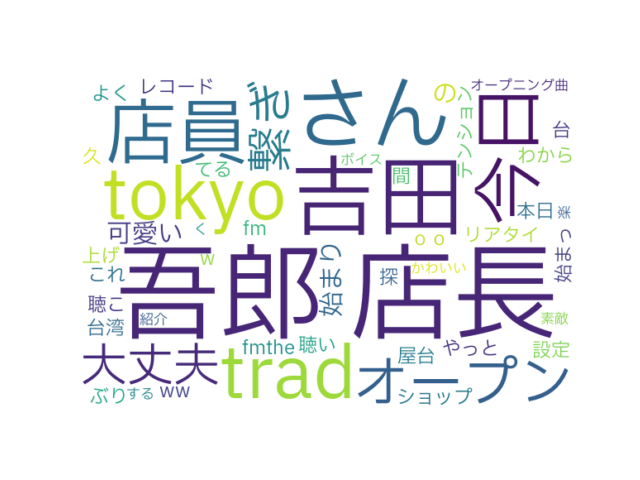 よく レコード 店員 繋ぎ さん の テンション 日 オープニング曲 台
久 てる ボイス 間 わから
tokyo 吉田 今 本日 楽
可愛い く fm oo リアタイ 始まっ
上げ w 吾郎 店長 始まり 探 かわいい
これ 聴こ
台湾 紹介 素敵
大丈夫 fmthe 聴い 屋台 やっと 設定
ww trad オープン
ぶり する ショップ